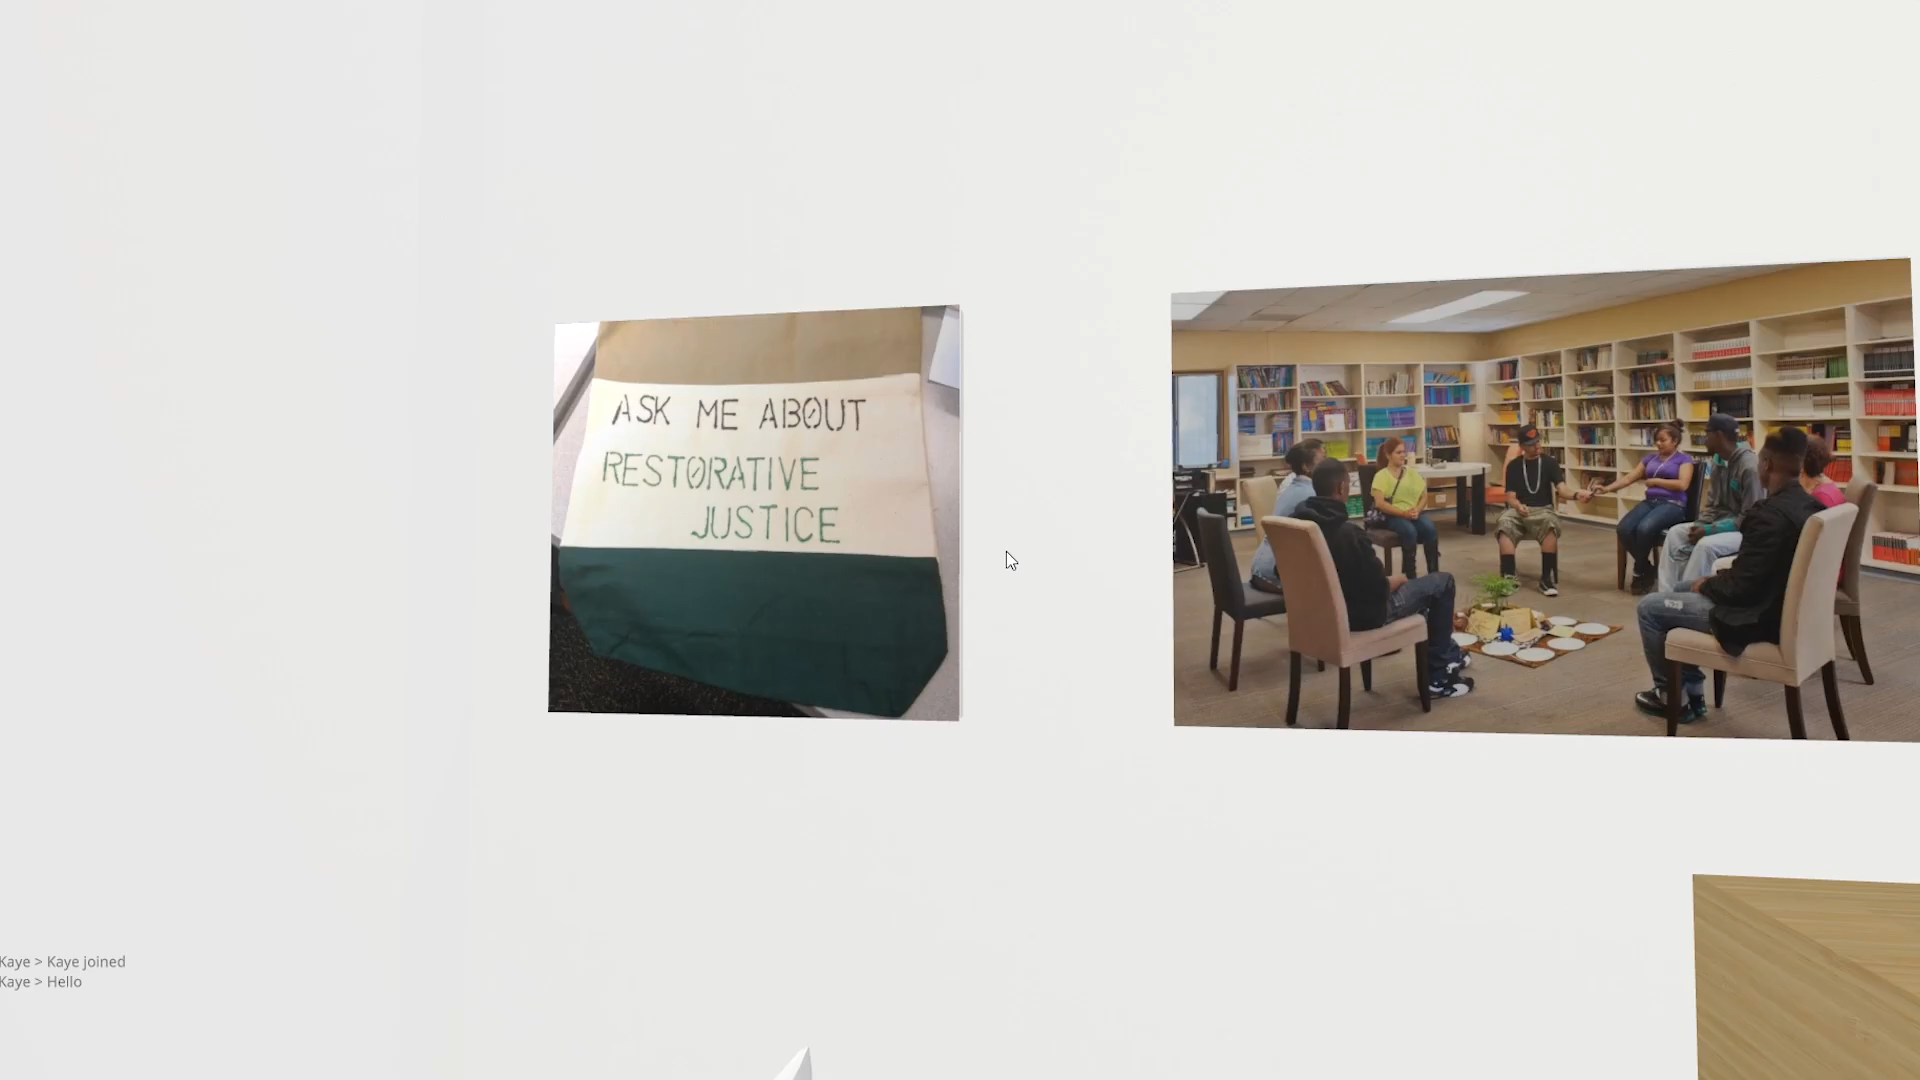 ASK ME ABOUT
RESTORATIVE
JUSTICE
Kaye > Kaye joined
Kaye > Hello